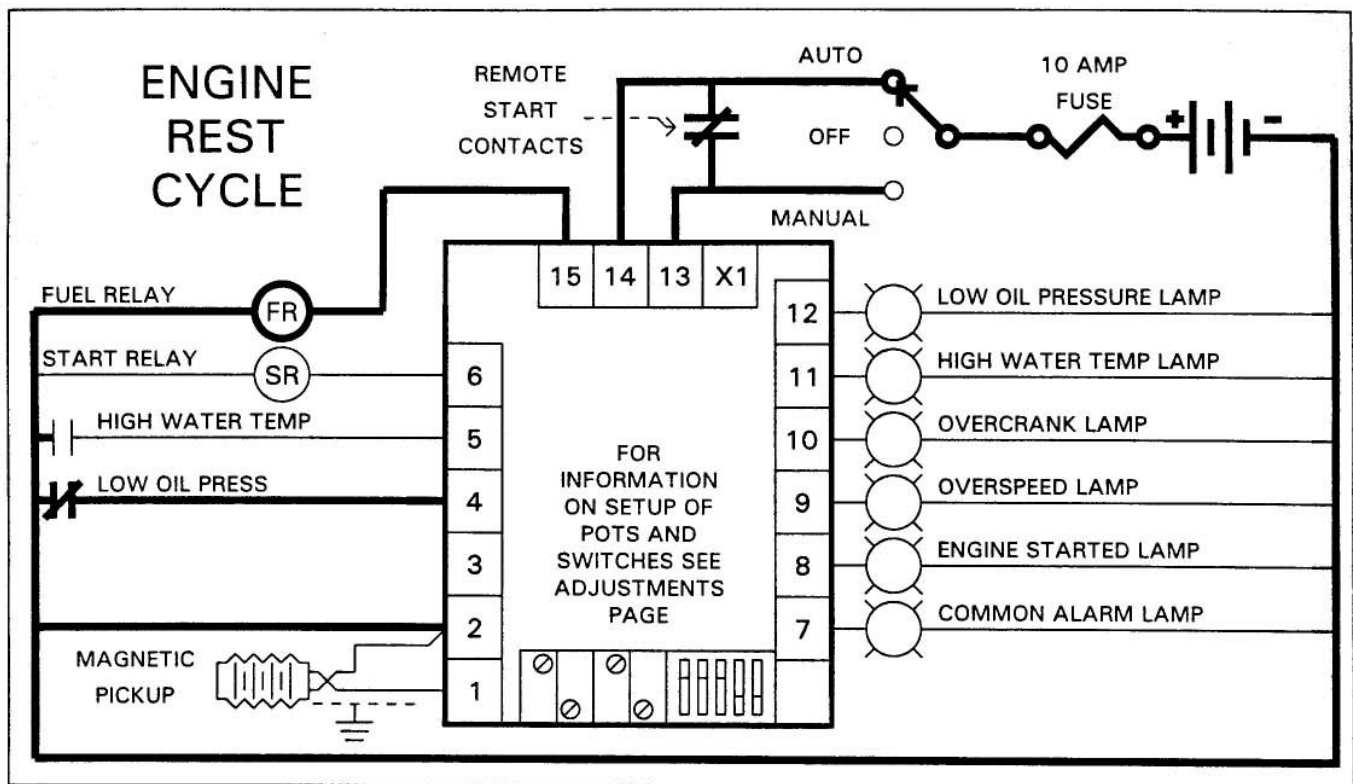 ENGINE
REST
CYCLE
REMOTE
START
CONTACTS
AUTO
OFF
MANUAL
10 AMP
FUSE
+
-
15 14 13 X1
FUEL RELAY
FR
START RELAY
SR
HIGH WATER TEMP
LOW OIL PRESS
MAGNETIC
PICKUP
6
5
4
3
2
1
FOR
INFORMATION
ON SETUP OF
POTS AND
SWITCHES SEE
ADJUSTMENTS
PAGE
12 LOW OIL PRESSURE LAMP
11 HIGH WATER TEMP LAMP
10 OVERCRANK LAMP
9 OVERSPEED LAMP
8 ENGINE STARTED LAMP
7 COMMON ALARM LAMP